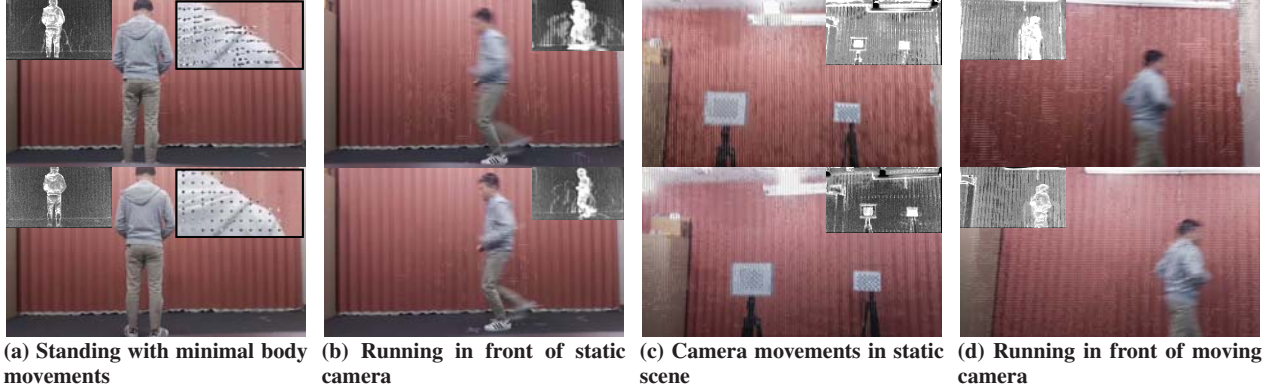 (a) Standing with minimal body
movements
(b) Running in front of static
camera
(c) Camera movements in static
scene
(d) Running in front of moving
camera